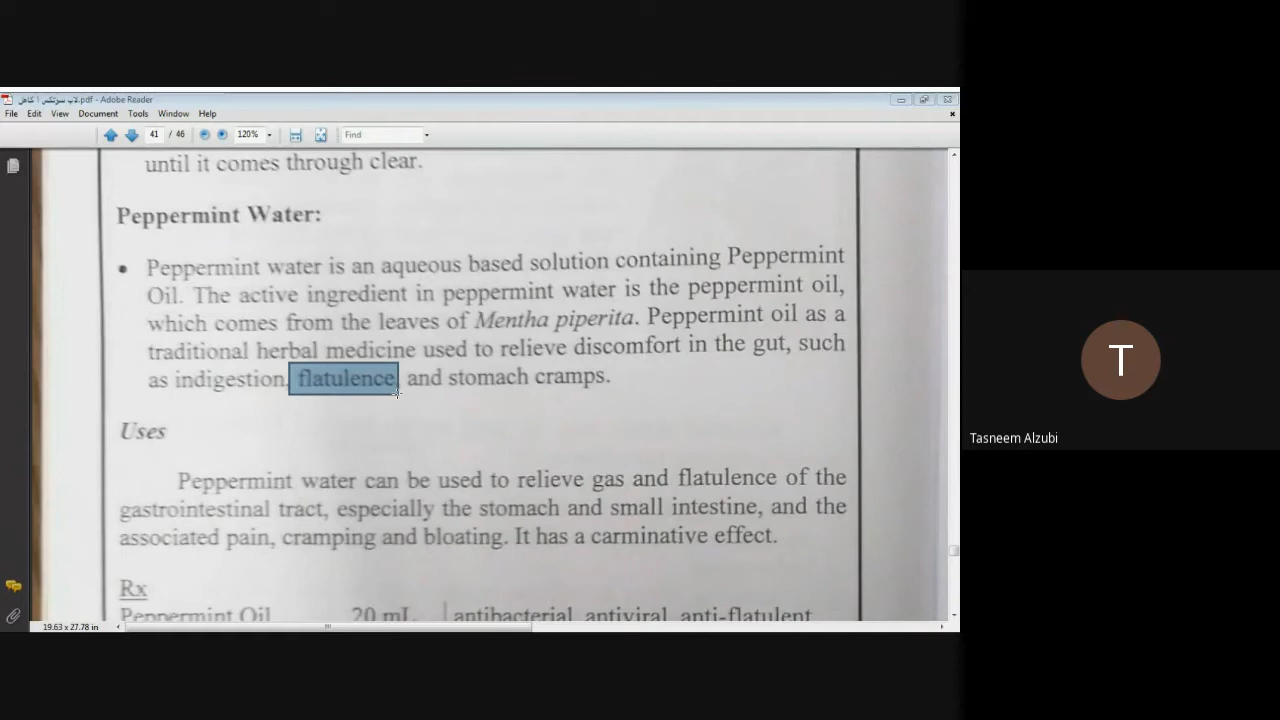 لاب سوتكس ا كاهل.pdf - Adobe Reader
File Edit View Document Tools Window Help
41 / 46 120% Find
until it comes through clear.
Peppermint Water:
• Peppermint water is an aqueous based solution containing Peppermint
Oil. The active ingredient in peppermint water is the peppermint oil,
which comes from the leaves of Mentha piperita. Peppermint oil as a
traditional herbal medicine used to relieve discomfort in the gut, such
as indigestion, flatulence, and stomach cramps.
Uses
Peppermint water can be used to relieve gas and flatulence of the
gastrointestinal tract, especially the stomach and small intestine, and the
associated pain, cramping and bloating. It has a carminative effect.
Rx
Peppermint Oil 20 mL antibacterial antiviral anti-flatulent
19.63 x 27.78 in
T
Tasneem Alzubi